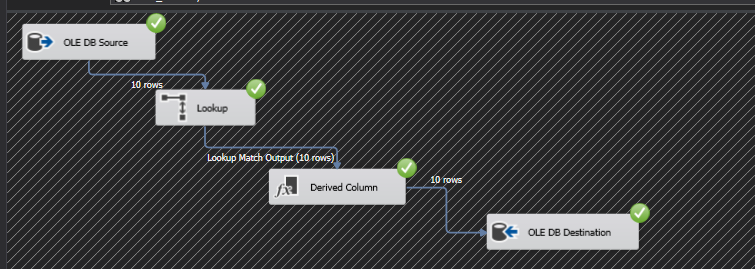 OLE DB Source
10 rows
Lookup
Lookup Match Output (10 rows)
fx
Derived Column
10 rows
OLE DB Destination